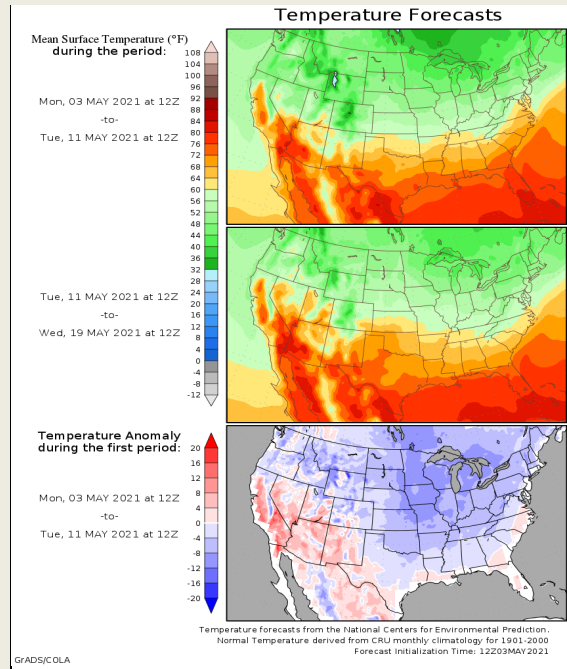 Temperature Forecasts
Mean Surface Temperature (°F)
during the period:
Mon, 03 MAY 2021 at 12Z
-to-
Tue, 11 MAY 2021 at 12Z
108
104
100
96
92
88
84
80
76
72
68
64
60
56
52
48
44
40
36
32
28
24
20
16
12
8
4
0
-4
-8
-12
Tue, 11 MAY 2021 at 12Z
-to-
Wed, 19 MAY 2021 at 12Z
Temperature Anomaly
during the first period:
Mon, 03 MAY 2021 at 12Z
-to-
Tue, 11 MAY 2021 at 12Z
20
16
12
8
4
0
-4
-8
-12
-16
-20
Temperature forecasts from the National Centers for Environmental Prediction.
Normal Temperature derived from CRU monthly climatology for 1901-2000
Forecast Initialization Time: 12Z03MAY2021
GrADS/COLA